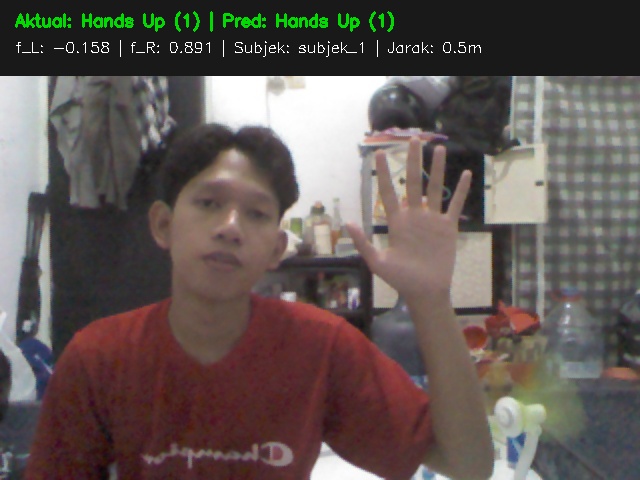 Aktual: Hands Up (1) | Pred: Hands Up (1)
f_L: -0.158 | f_R: 0.891 | Subjek: subjek_1 | Jarak: 0.5m
Champion